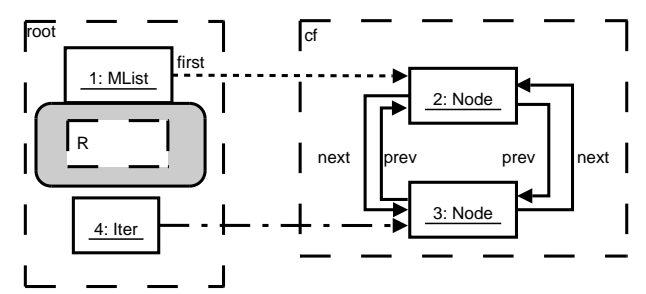 root
cf
first
1: MList
2: Node
R
next
prev
prev
next
3: Node
4: Iter